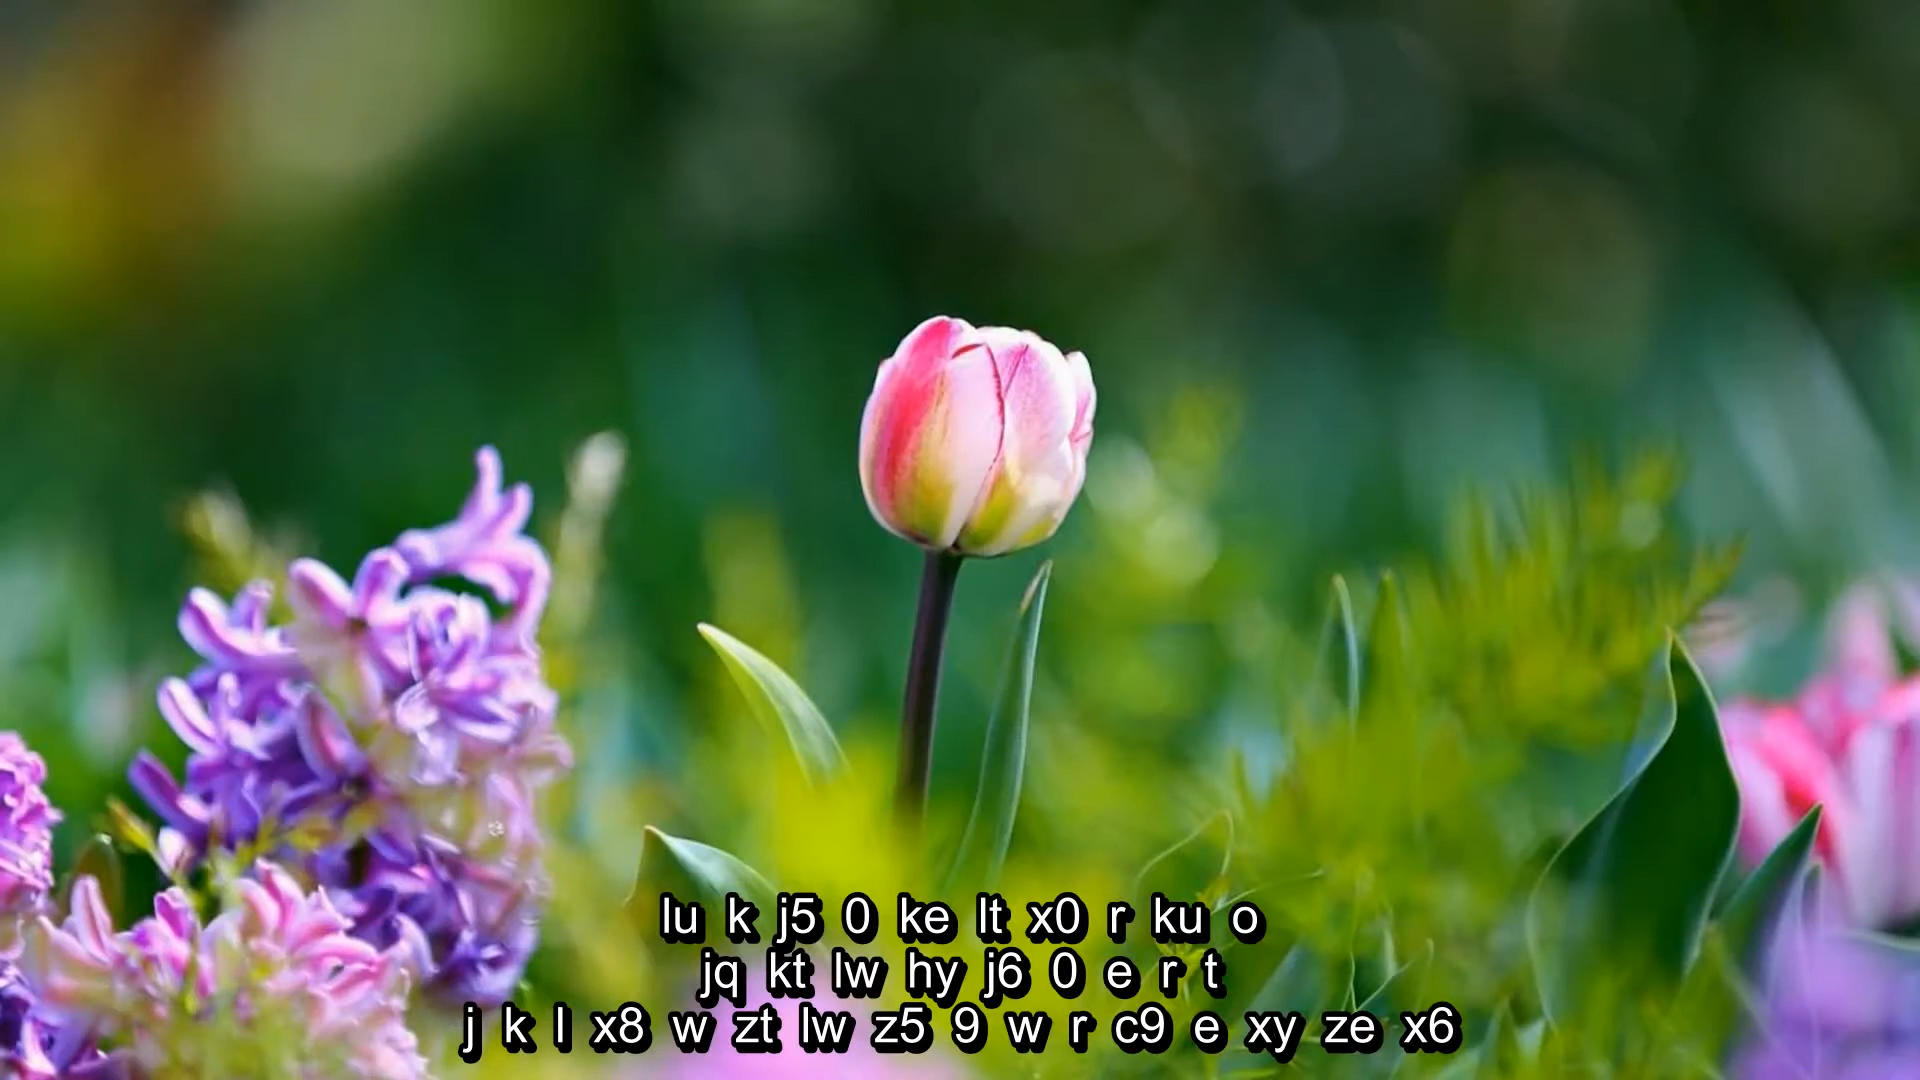 lu k j5 0 ke lt x0 r ku o
jq kt lw hy j6 0 e r t
j k l x8 w zt lw z5 9 w r c9 e xy ze x6